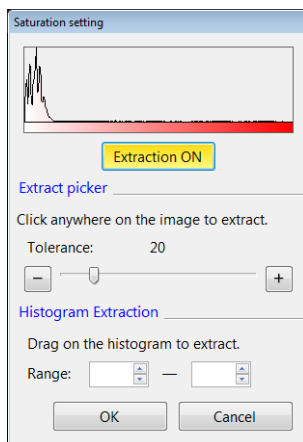 Saturation setting
Extraction ON
Extract picker
Click anywhere on the image to extract.
Tolerance: 20
− +
Histogram Extraction
Drag on the histogram to extract.
Range: —
OK Cancel